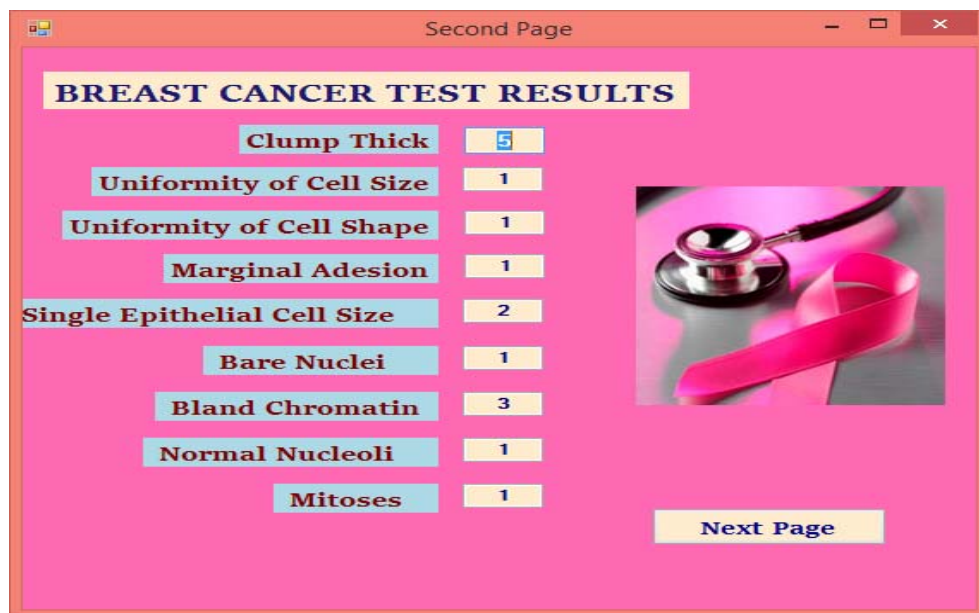 Second Page
BREAST CANCER TEST RESULTS
Clump Thick 5
Uniformity of Cell Size 1
Uniformity of Cell Shape 1
Marginal Adesion 1
Single Epithelial Cell Size 2
Bare Nuclei 1
Bland Chromatin 3
Normal Nucleoli 1
Mitoses 1
Next Page